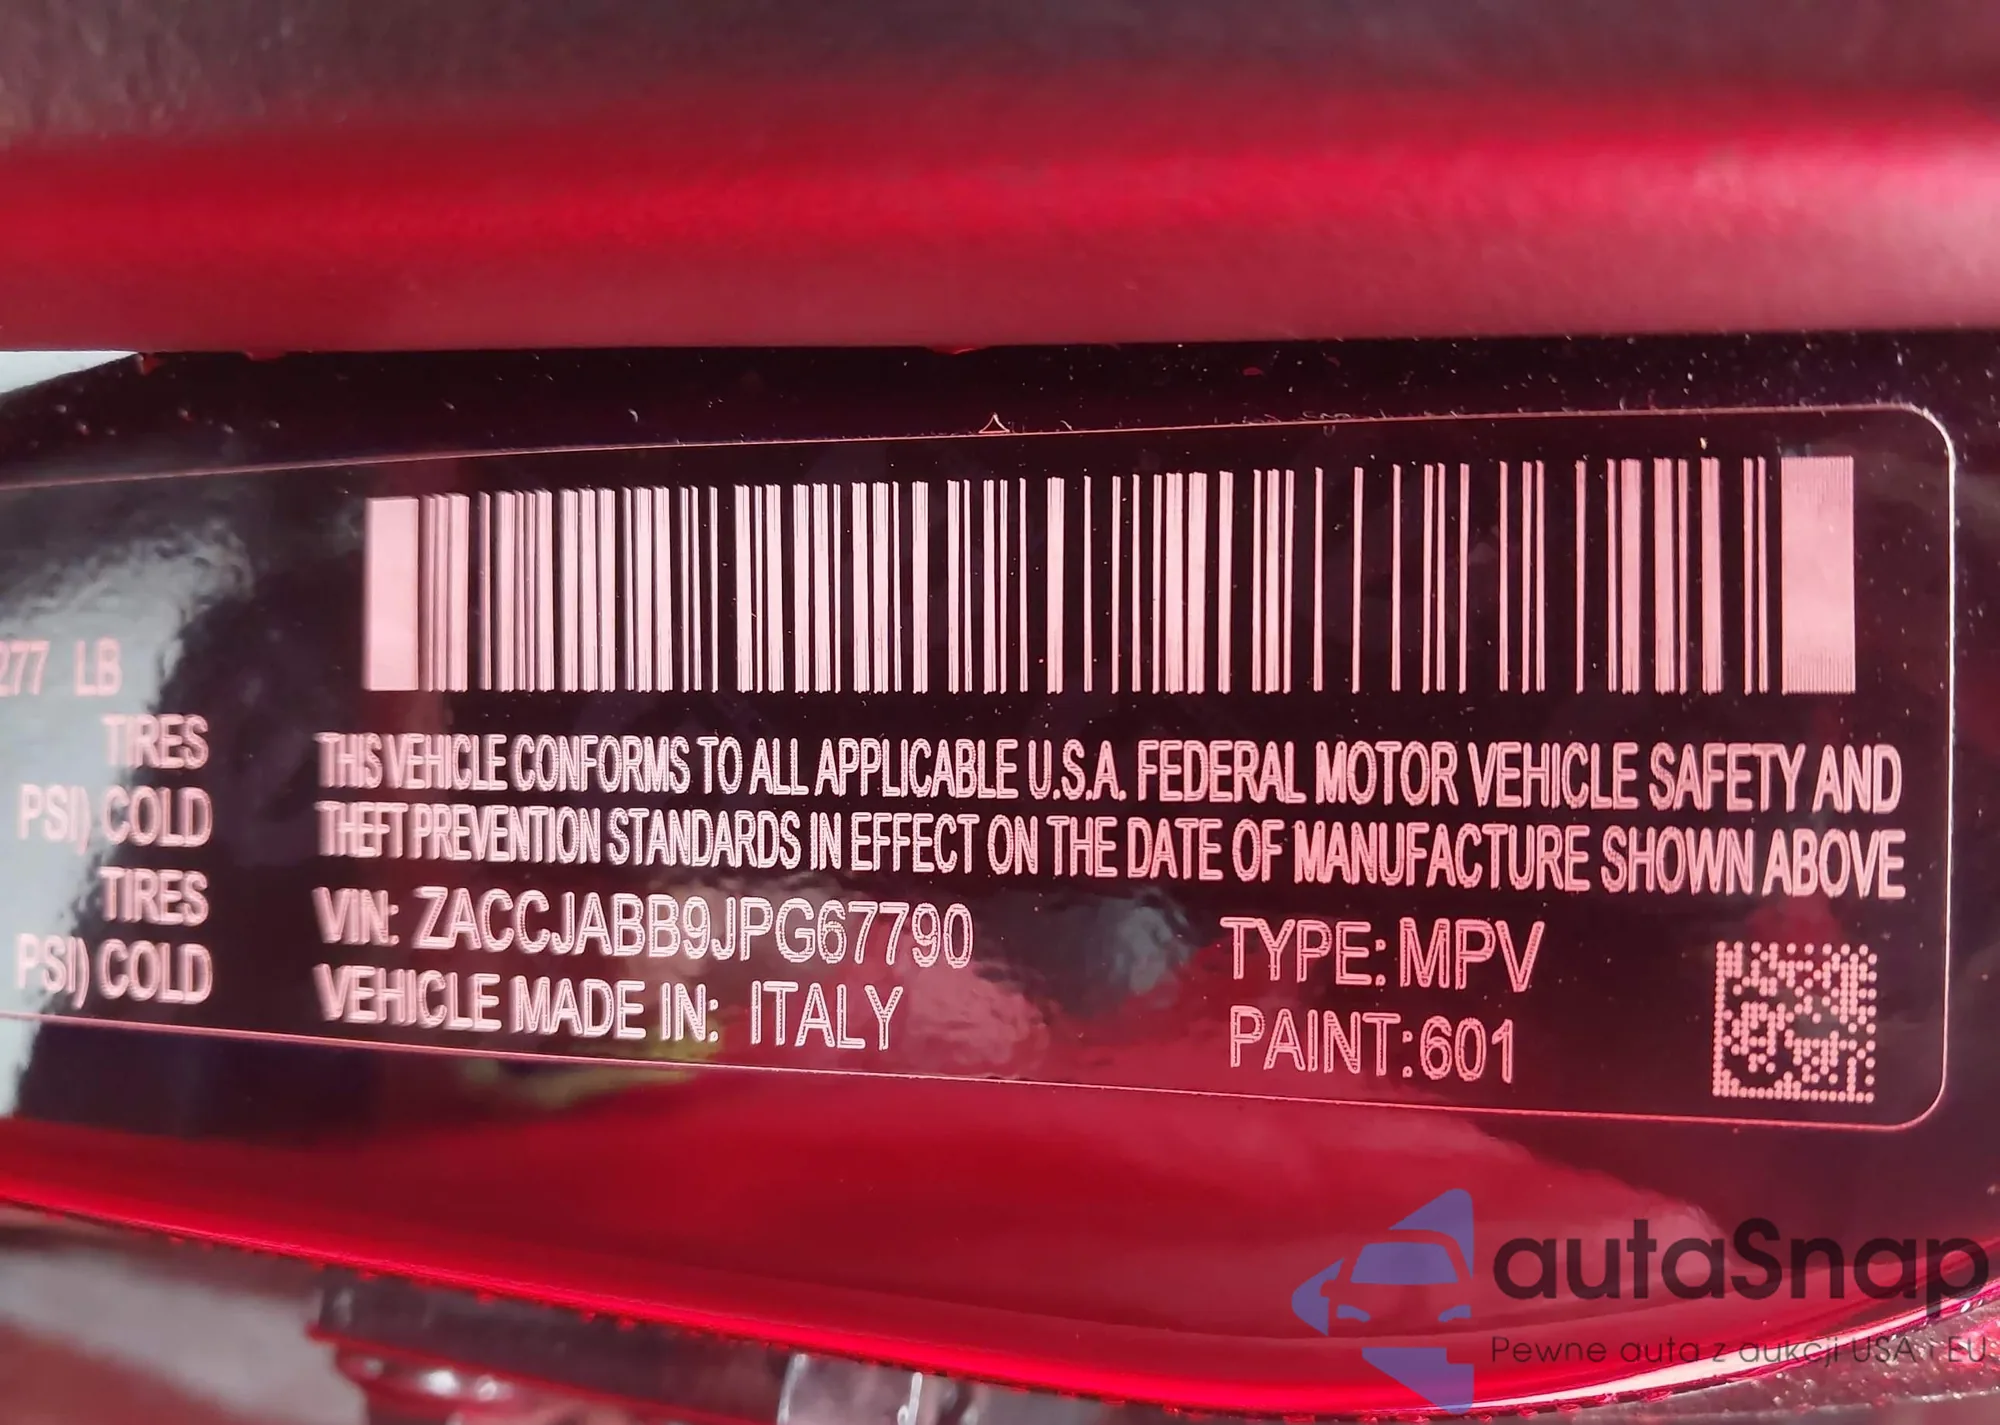 277 LB
TIRES
PSI) COLD
TIRES
PSI) COLD
THIS VEHICLE CONFORMS TO ALL APPLICABLE U.S.A. FEDERAL MOTOR VEHICLE SAFETY AND
THEFT PREVENTION STANDARDS IN EFFECT ON THE DATE OF MANUFACTURE SHOWN ABOVE
VIN: ZACCJABB9JPG67790
TYPE: MPV
VEHICLE MADE IN: ITALY
PAINT:601
autaSnap
Pewne auta z aukcji USA i EU